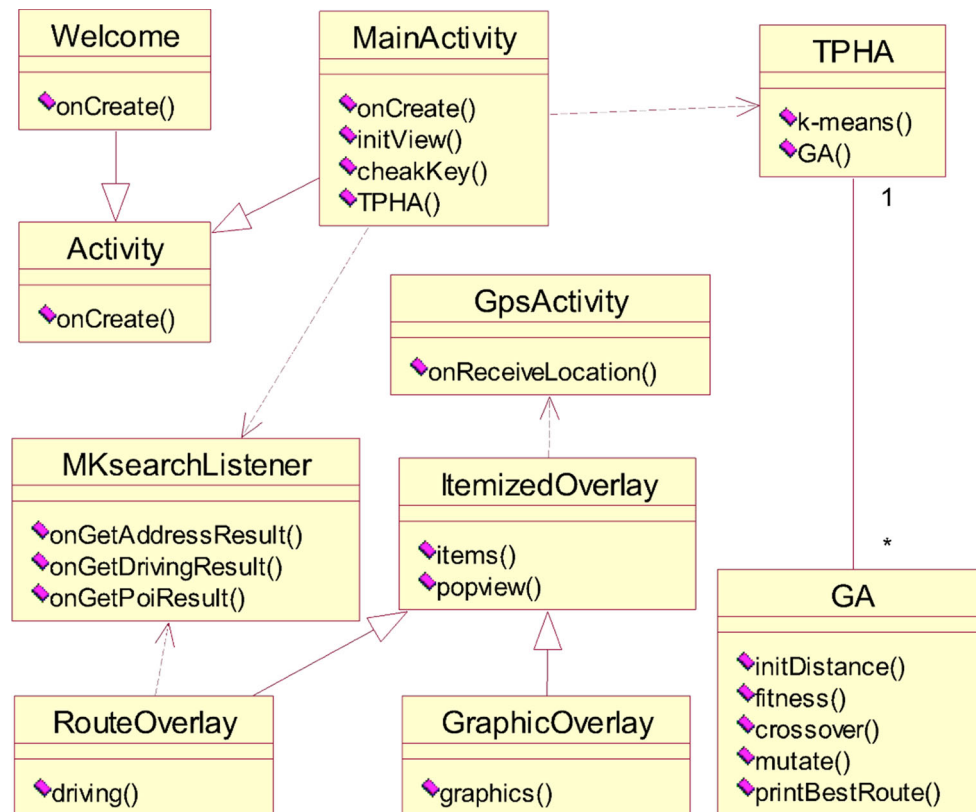 Welcome
onCreate()
MainActivity
onCreate()
initView()
cheakKey()
TPHA()
TPHA
k-means()
GA()
1
Activity
onCreate()
GpsActivity
onReceiveLocation()
MKsearchListener
onGetAddressResult()
onGetDrivingResult()
onGetPoiResult()
ItemizedOverlay
items()
popview()
*
GA
initDistance()
fitness()
crossover()
mutate()
printBestRoute()
RouteOverlay
driving()
GraphicOverlay
graphics()